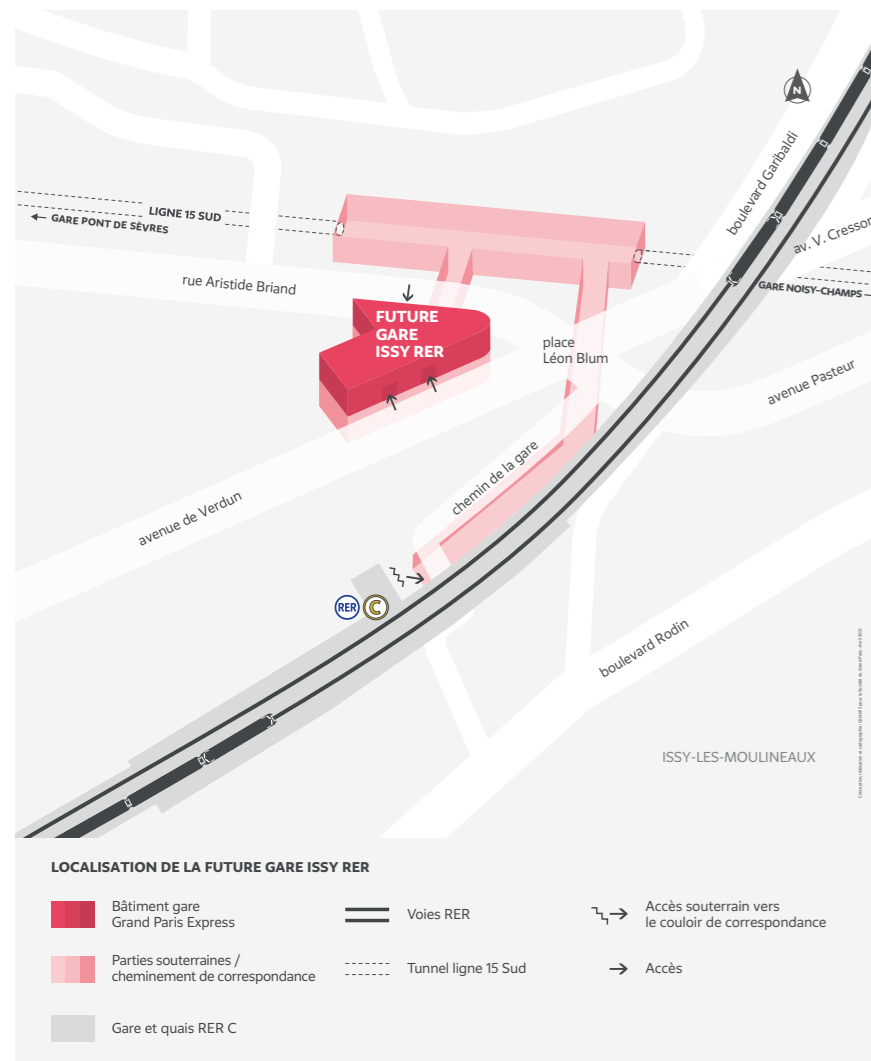 N
boulevard Garibaldi
av. V. Cresson
LIGNE 15 SUD
← GARE PONT DE SÈVRES
GARE NOISY-CHAMPS
rue Aristide Briand
FUTURE
GARE
ISSY RER
place
Léon Blum
avenue Pasteur
chemin de la gare
avenue de Verdun
RER C
boulevard Rodin
ISSY-LES-MOULINEAUX
LOCALISATION DE LA FUTURE GARE ISSY RER
Bâtiment gare
Grand Paris Express
Voies RER
Accès souterrain vers
le couloir de correspondance
Parties souterraines /
cheminement de correspondance
Tunnel ligne 15 Sud
Accès
Gare et quais RER C